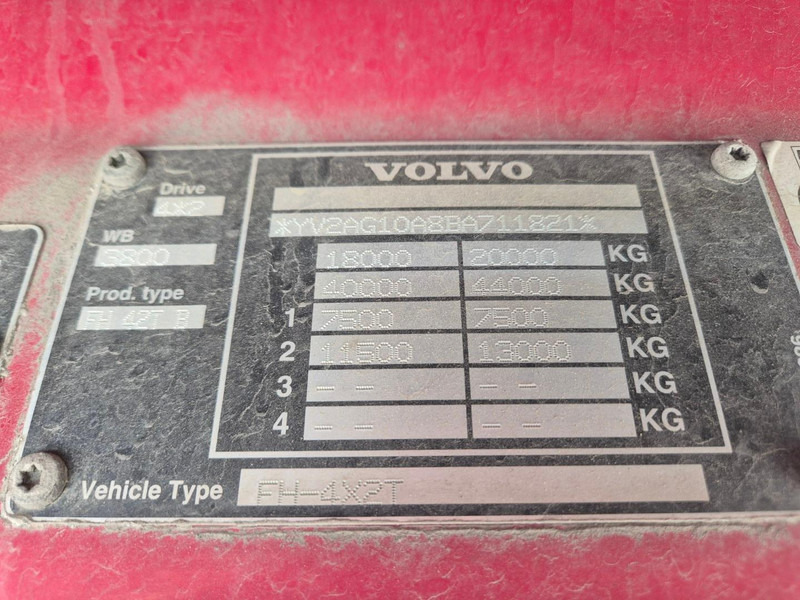 VOLVO
Drive
4X2
*YV2AG10A8BA711821*
WB
3800
18000 20000 KG
40000 44000 KG
Prod. type
FH 42T B
1 7500 7500 KG
2 11500 13000 KG
3 -- -- KG
4 -- -- KG
Vehicle Type FH-4X2T